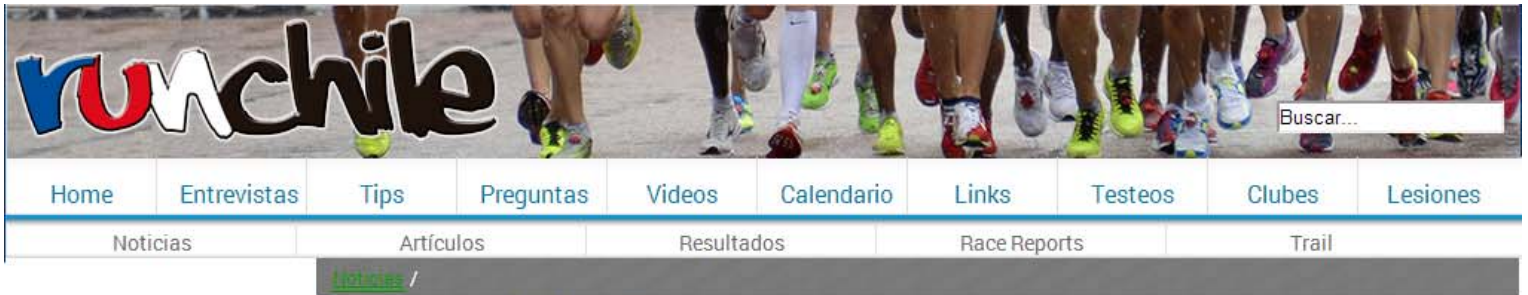 runchile
Buscar...
Home Entrevistas Tips Preguntas Videos Calendario Links Testeos Clubes Lesiones
Noticias Artículos Resultados Race Reports Trail
Noticias /